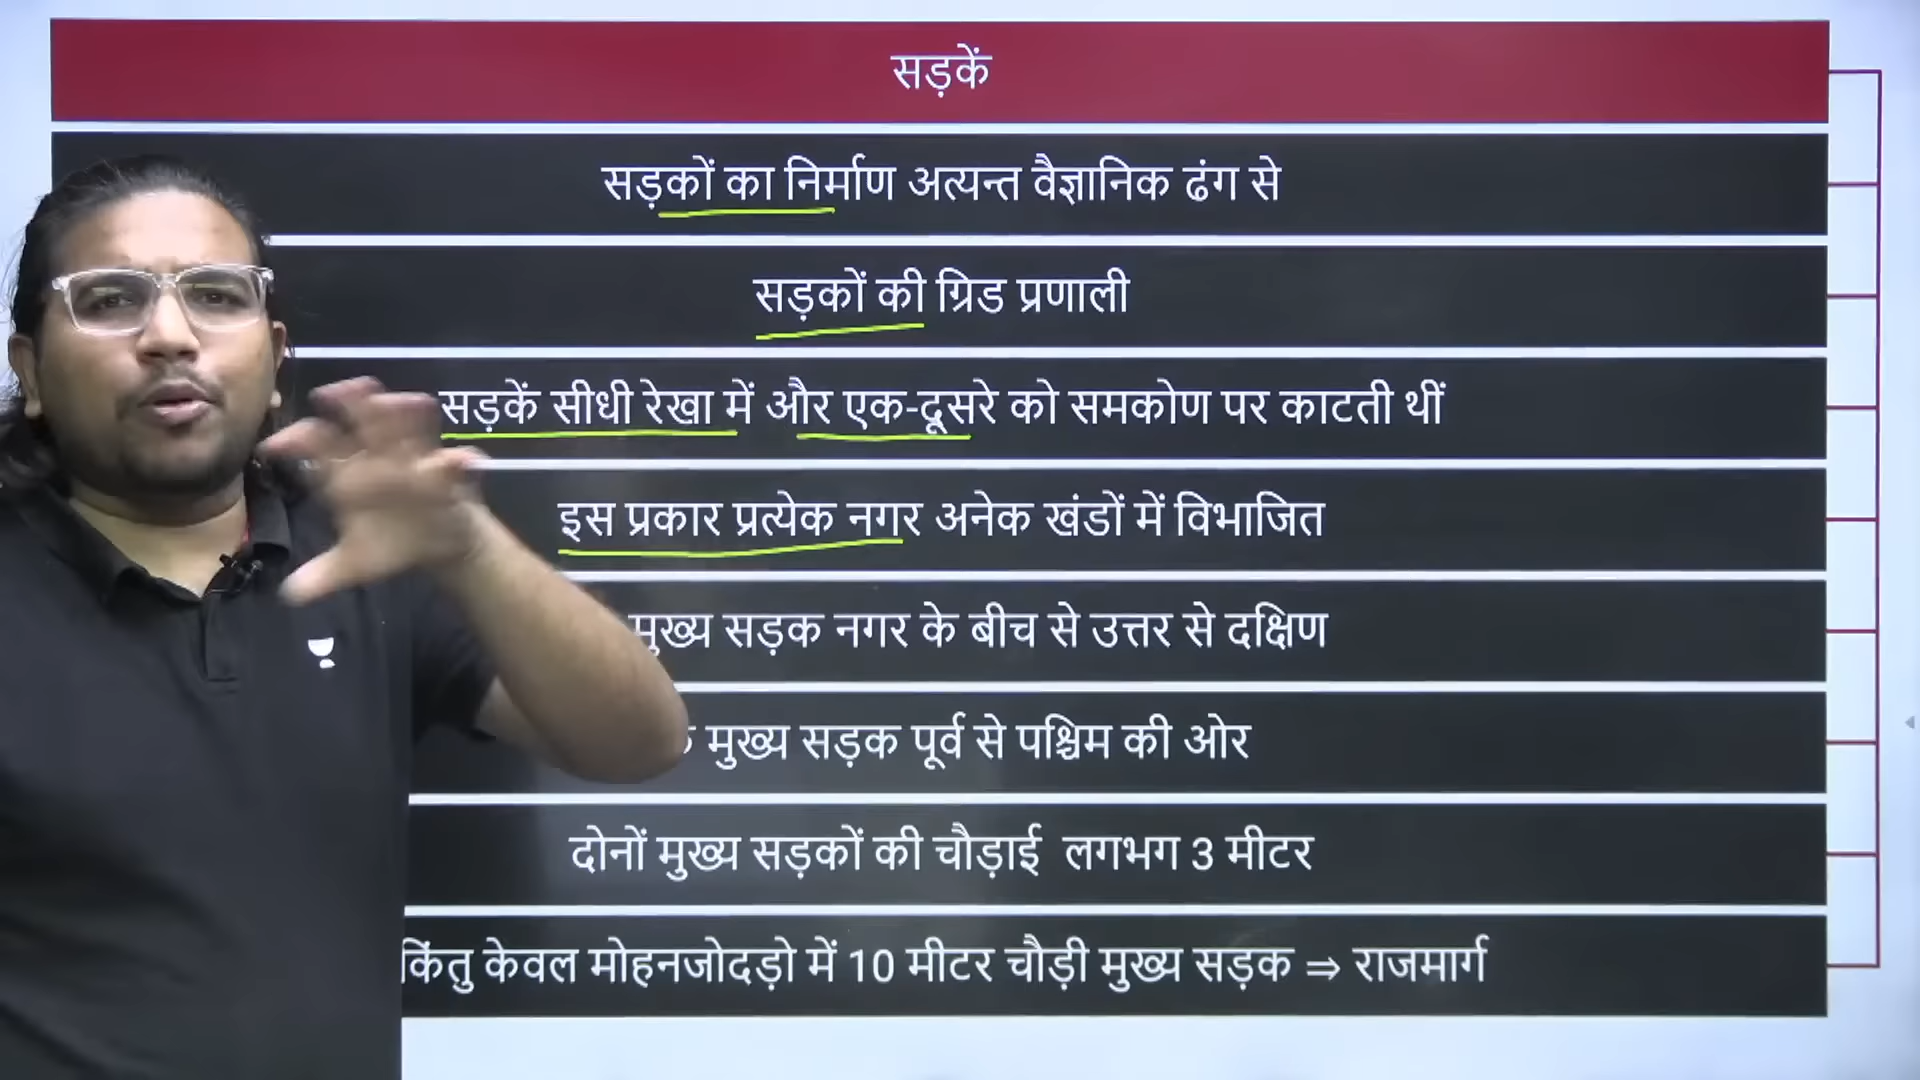 सड़कें
सड़कों का निर्माण अत्यन्त वैज्ञानिक ढंग से
सड़कों की ग्रिड प्रणाली
सड़कें सीधी रेखा में और एक-दूसरे को समकोण पर काटती थीं
इस प्रकार प्रत्येक नगर अनेक खंडों में विभाजित
मुख्य सड़क नगर के बीच से उत्तर से दक्षिण
मुख्य सड़क पूर्व से पश्चिम की ओर
दोनों मुख्य सड़कों की चौड़ाई लगभग 3 मीटर
किंतु केवल मोहनजोदड़ो में 10 मीटर चौड़ी मुख्य सड़क ⇒ राजमार्ग